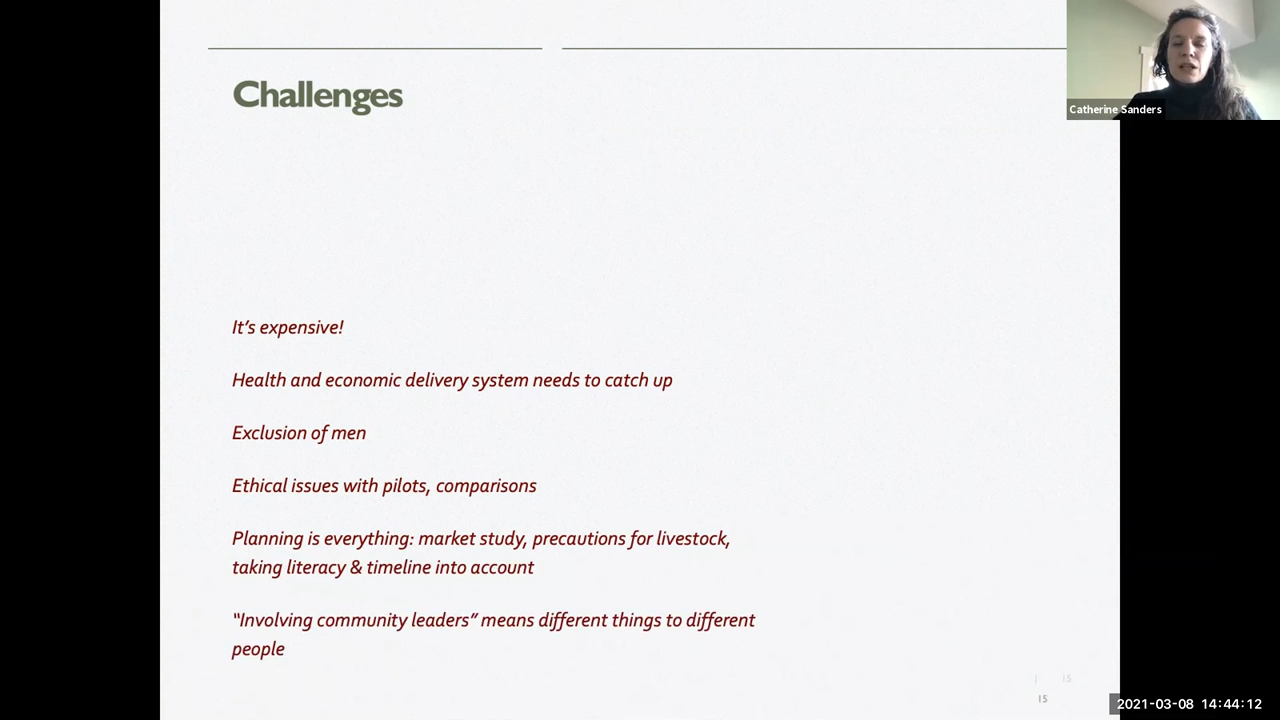 Challenges
Catherine Sanders
It’s expensive!
Health and economic delivery system needs to catch up
Exclusion of men
Ethical issues with pilots, comparisons
Planning is everything: market study, precautions for livestock,
taking literacy & timeline into account
“Involving community leaders” means different things to different
people
| 15
15
2021-03-08 14:44:12